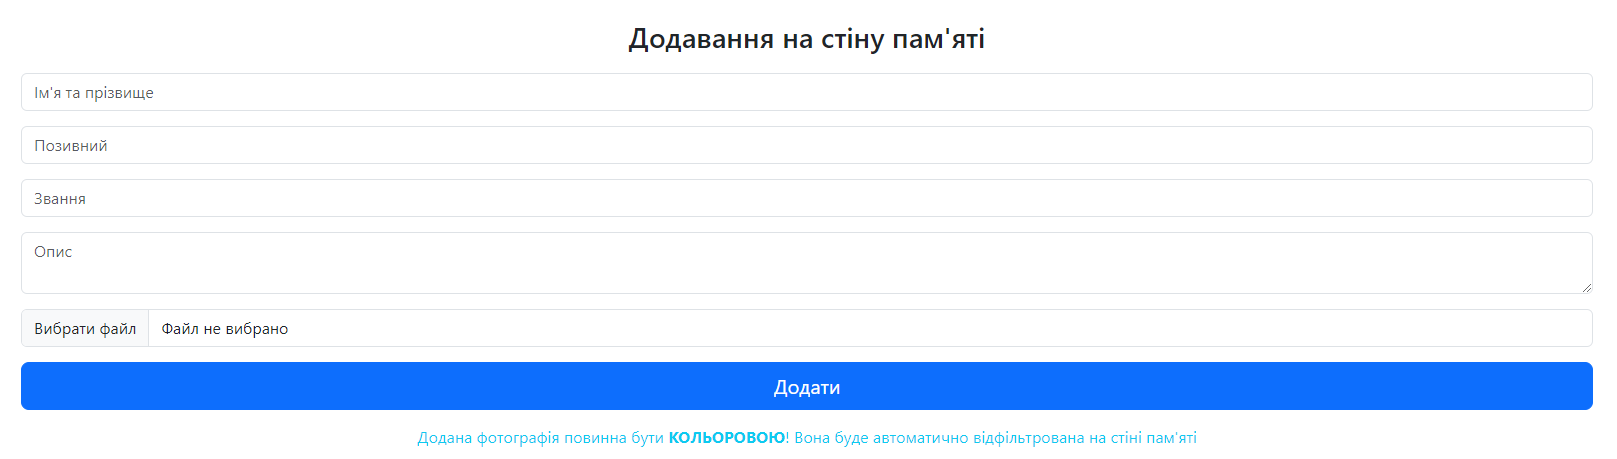 Додавання на стіну пам'яті
Ім'я та прізвище
Позивний
Звання
Опис
Вибрати файл Файл не вибрано
Додати
Додана фотографія повинна бути КОЛЬОРОВОЮ! Вона буде автоматично відфільтрована на стіні пам'яті